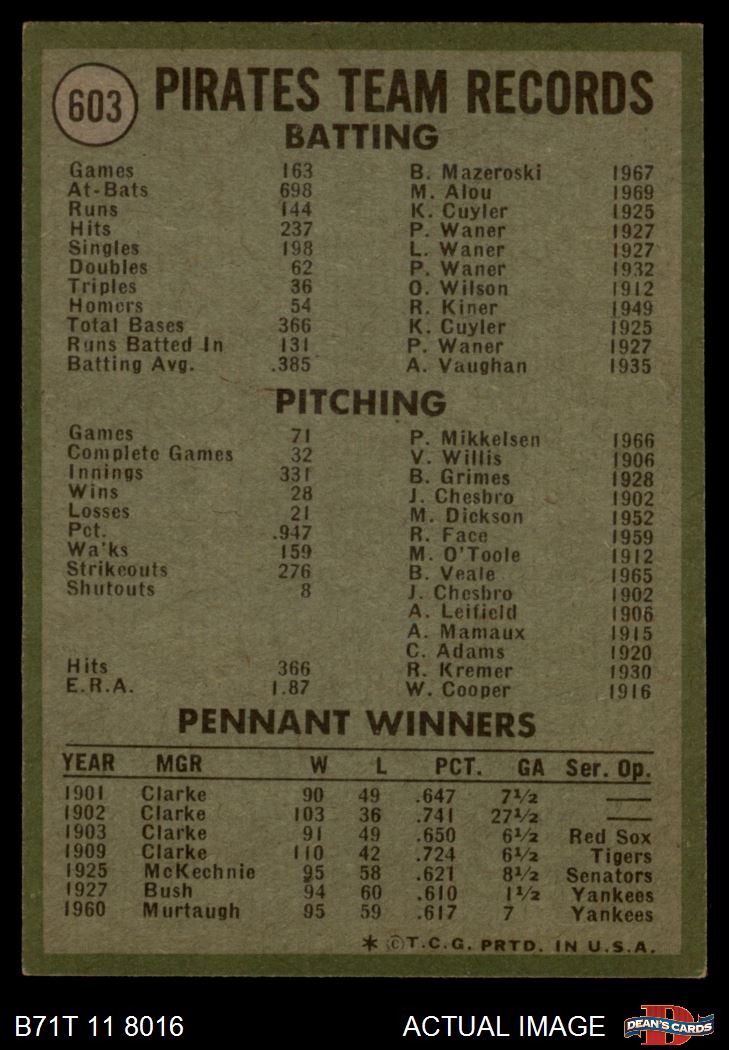 603 PIRATES TEAM RECORDS
BATTING
Games 163 B. Mazeroski 1967
At-Bats 698 M. Alou 1969
Runs 144 K. Cuyler 1925
Hits 237 P. Waner 1927
Singles 198 L. Waner 1927
Doubles 62 P. Waner 1932
Triples 36 O. Wilson 1912
Homers 54 R. Kiner 1949
Total Bases 366 K. Cuyler 1925
Runs Batted In 131 P. Waner 1927
Batting Avg. .385 A. Vaughan 1935
PITCHING
Games 71 P. Mikkelsen 1966
Complete Games 32 V. Willis 1906
Innings 331 B. Grimes 1928
Wins 28 J. Chesbro 1902
Losses 21 M. Dickson 1952
Pct. .947 R. Face 1959
Wa'ks 159 M. O'Toole 1912
Strikeouts 276 B. Veale 1965
Shutouts 8 J. Chesbro 1902
A. Leifield 1906
A. Mamaux 1915
C. Adams 1920
Hits 366 R. Kremer 1930
E.R.A. 1.87 W. Cooper 1916
PENNANT WINNERS
YEAR MGR W L PCT. GA Ser. Op.
1901 Clarke 90 49 .647 7½ ——
1902 Clarke 103 36 .741 27½ ——
1903 Clarke 91 49 .650 6½ Red Sox
1909 Clarke 110 42 .724 6½ Tigers
1925 McKechnie 95 58 .621 8½ Senators
1927 Bush 94 60 .610 1½ Yankees
1960 Murtaugh 95 59 .617 7 Yankees
* ©T.C.G. PRTD. IN U.S.A.
B71T 11 8016 ACTUAL IMAGE DEAN'S CARDS